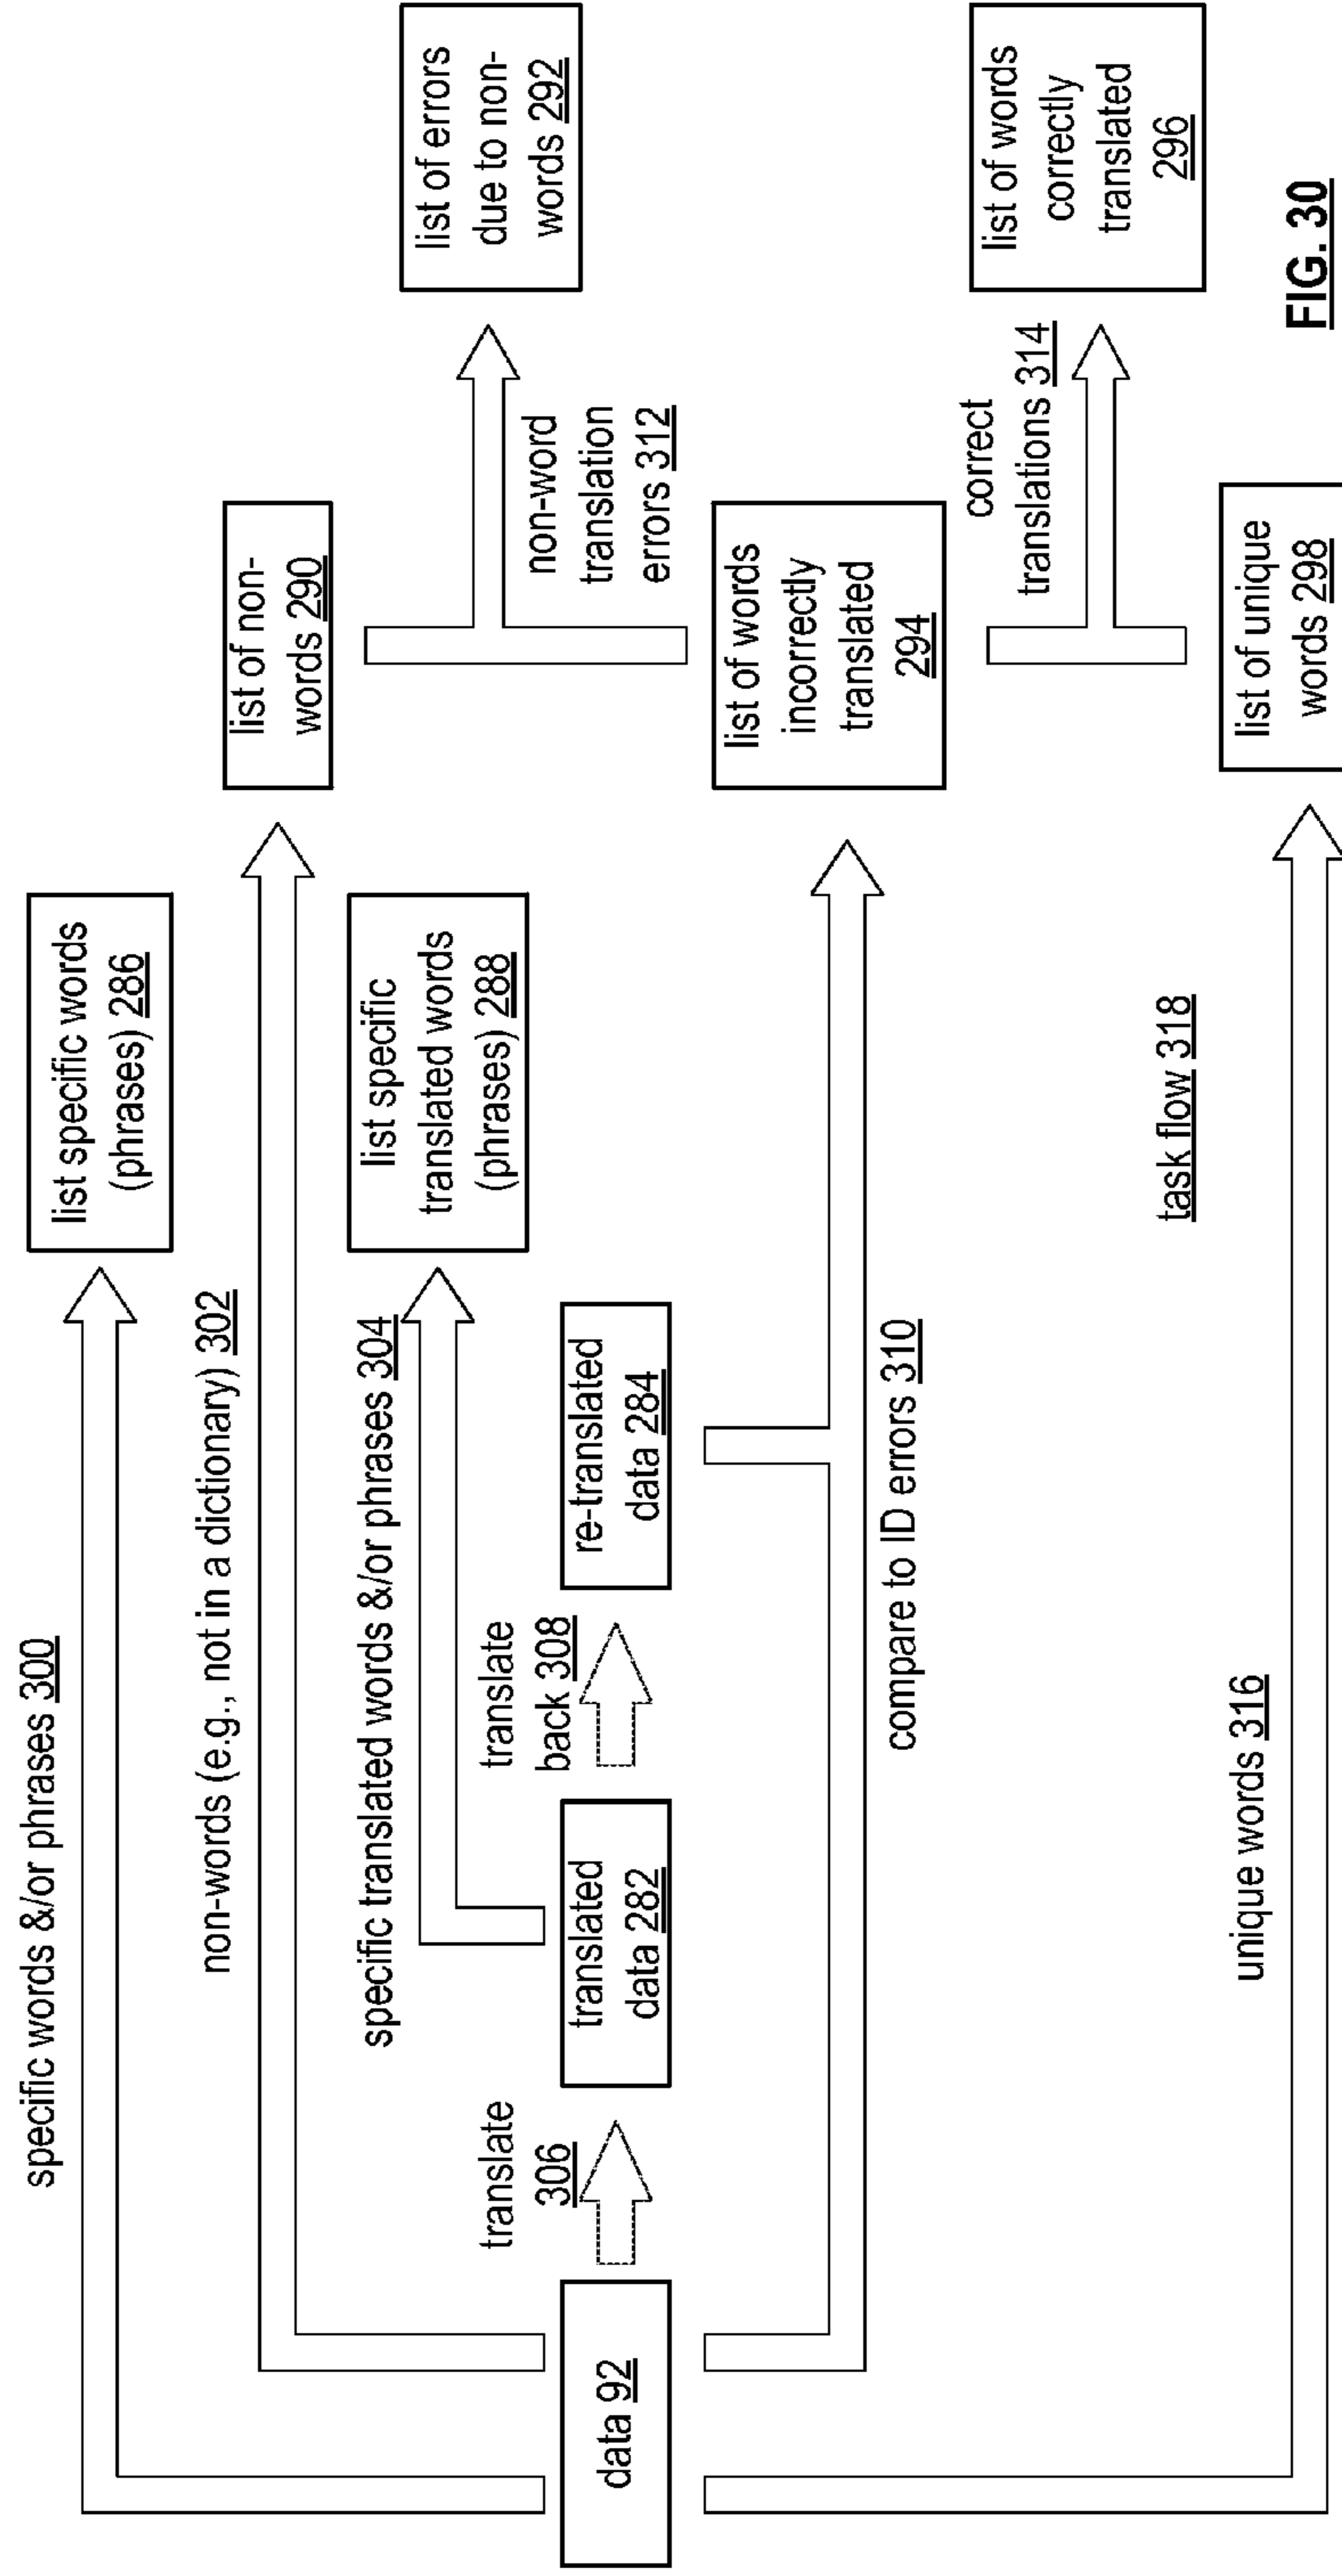 specific words &/or phrases 300
list specific words
(phrases) 286
non-words (e.g., not in a dictionary) 302
list of non-
words 290
specific translated words &/or phrases 304
list specific
translated words
(phrases) 288
list of errors
due to non-
words 292
non-word
translation
errors 312
data 92
translate
306
translated
data 282
translate
back 308
re-translated
data 284
list of words
incorrectly
translated
294
compare to ID errors 310
correct
translations 314
list of words
correctly
translated
296
task flow 318
unique words 316
list of unique
words 298
FIG. 30